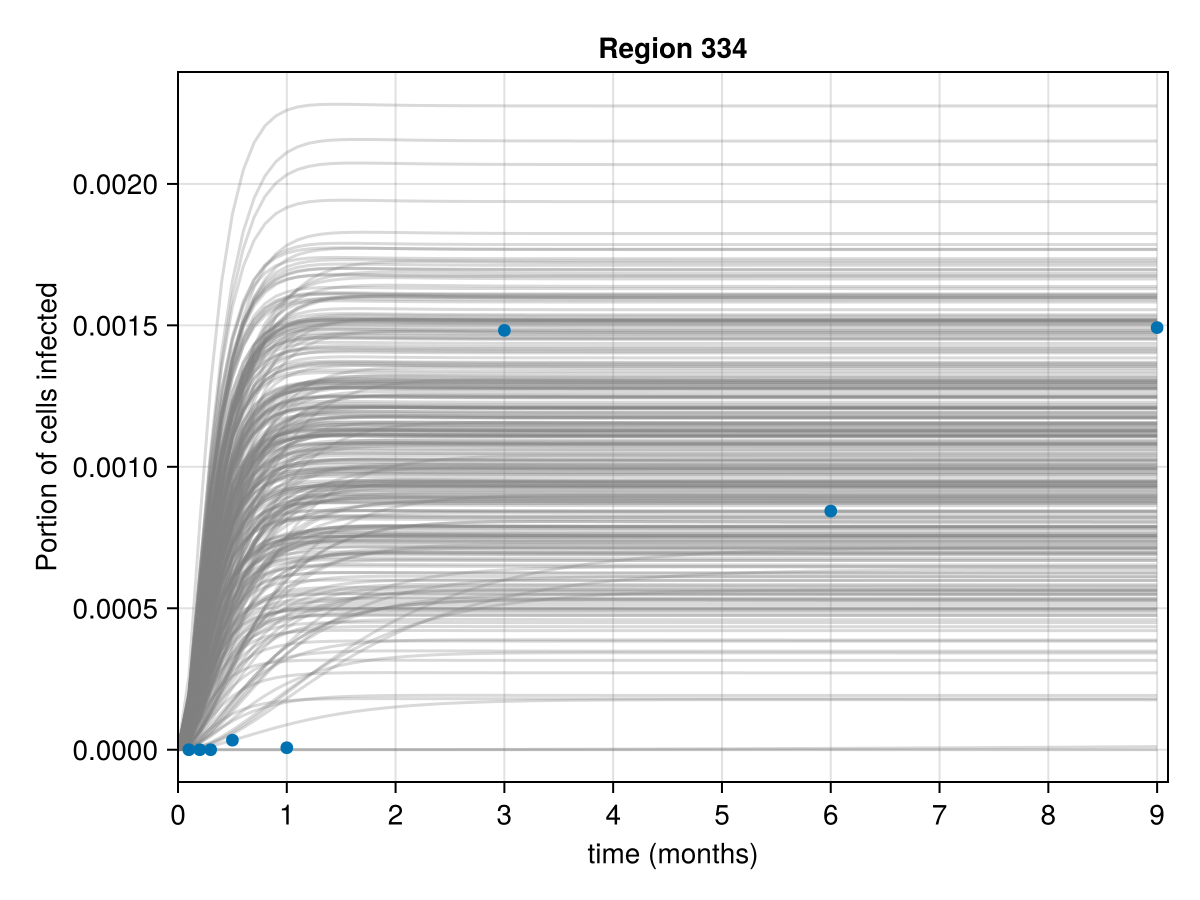 Region 334
Portion of cells infected
0.0020
0.0015
0.0010
0.0005
0.0000
0 1 2 3 4 5 6 7 8 9
time (months)